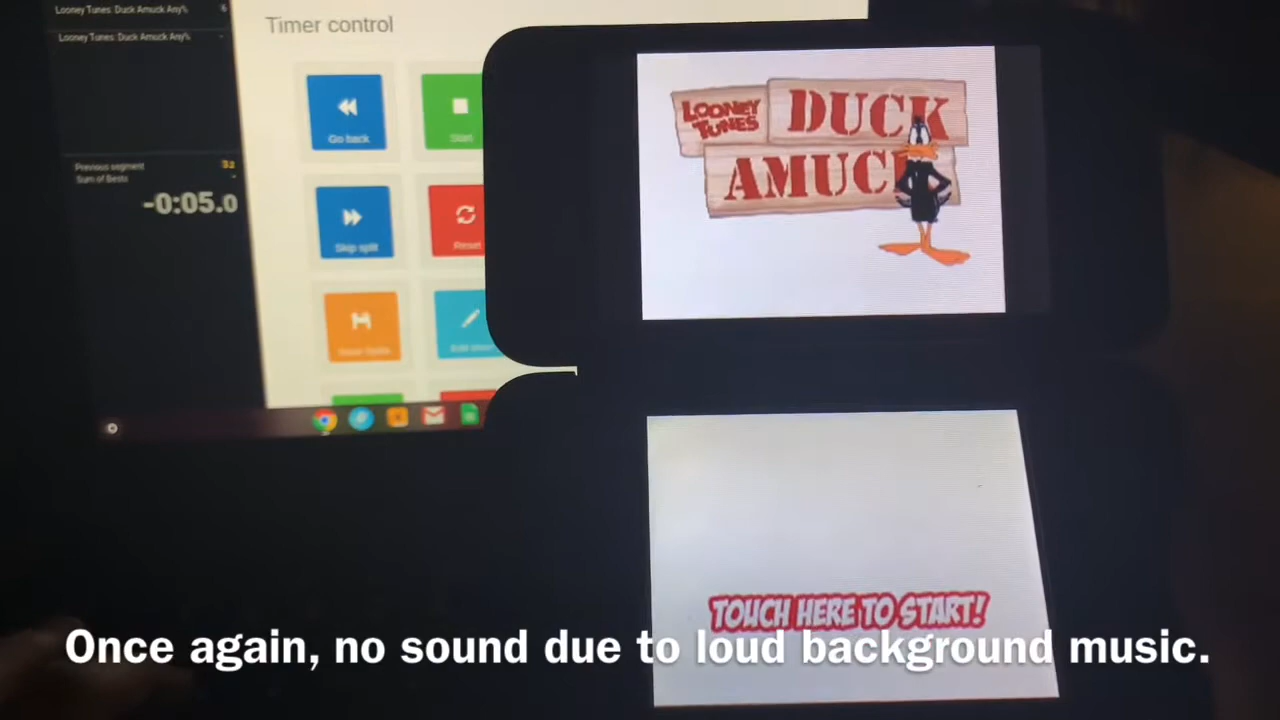 Looney Tunes: Duck Amuck Any%
6
Looney Tunes: Duck Amuck Any%
-
Previous segment
Sum of Bests
-
-0:05.0
Timer control
Go back
Start
Skip split
Reset
LOONEY
TUNES
DUCK
AMUCK
TOUCH HERE TO START!
Once again, no sound due to loud background music.